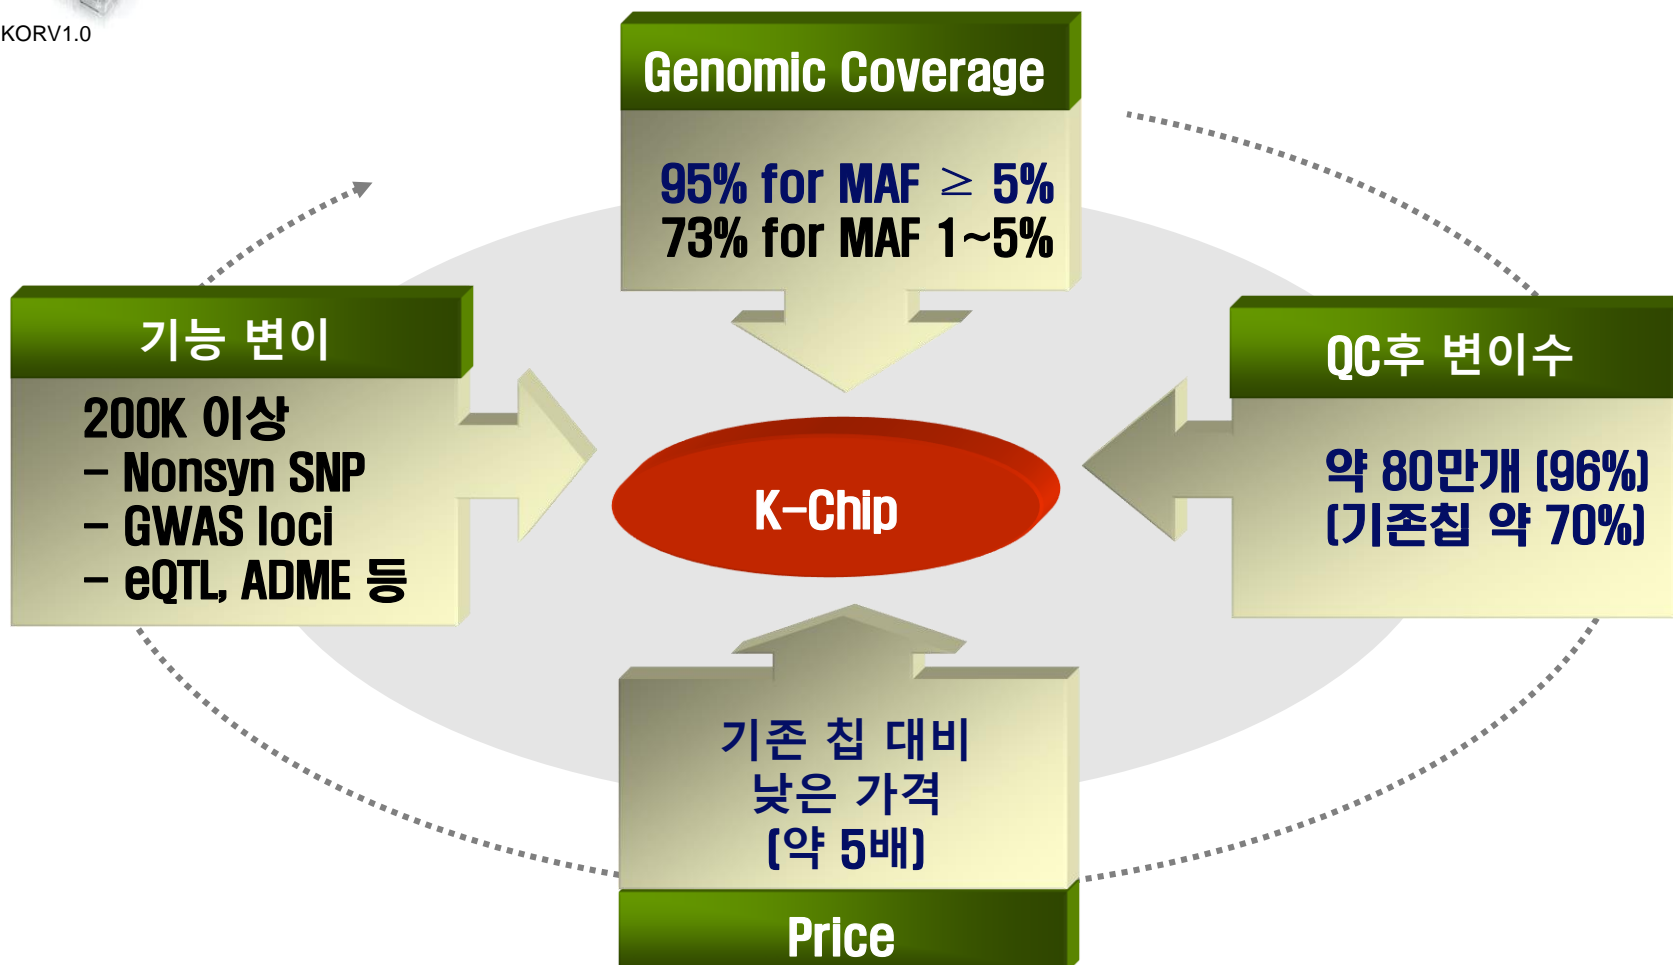 KORV1.0
Genomic Coverage
95% for MAF ≥ 5%
73% for MAF 1~5%
기능 변이
200K 이상
- Nonsyn SNP
- GWAS loci
- eQTL, ADME 등
QC후 변이수
약 80만개 (96%)
(기존칩 약 70%)
K-Chip
기존 칩 대비
낮은 가격
(약 5배)
Price